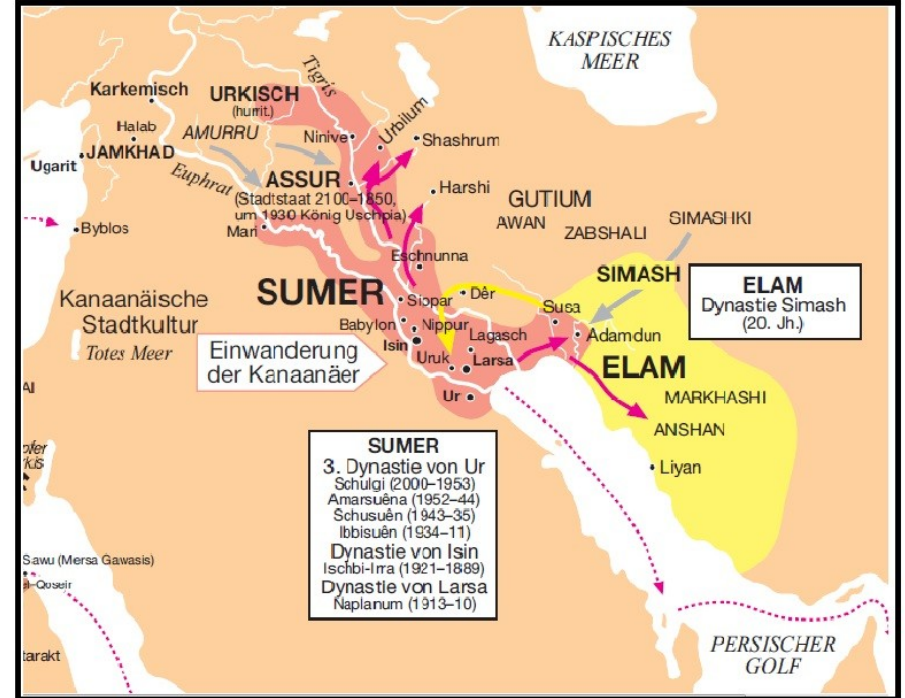 KASPISCHES
MEER
Tigris
Karkemisch
URKISCH
(hurrit.)
Urbilum
Halab
AMURRU
Ninive
Shashrum
Ugarit
JAMKHAD
Euphrat
ASSUR
(Stadtstaat 2100–1850,
um 1930 König Uschpia)
Harshi
GUTIUM
AWAN
SIMASHKI
ZABSHALI
Byblos
Mari
Eschnunna
SIMASH
ELAM
Dynastie Simash
(20. Jh.)
SUMER
Sippar
Dêr
Susa
Kanaanäische
Stadtkultur
Totes Meer
Babylon
Nippur
Isin
Lagasch
Adamdun
Einwanderung
der Kanaanäer
Uruk
Larsa
ELAM
Ur
MARKHASHI
ANSHAN
Liyan
SUMER
3. Dynastie von Ur
Schulgi (2000–1953)
Amarsuêna (1952–44)
Schusuên (1943–35)
Ibbisuên (1934–11)
Dynastie von Isin
Ischbi-Irra (1921–1889)
Dynastie von Larsa
Naplanum (1913–10)
Sawu (Mersa Gawasis)
el-Qoseir
tarakt
PERSISCHER
GOLF